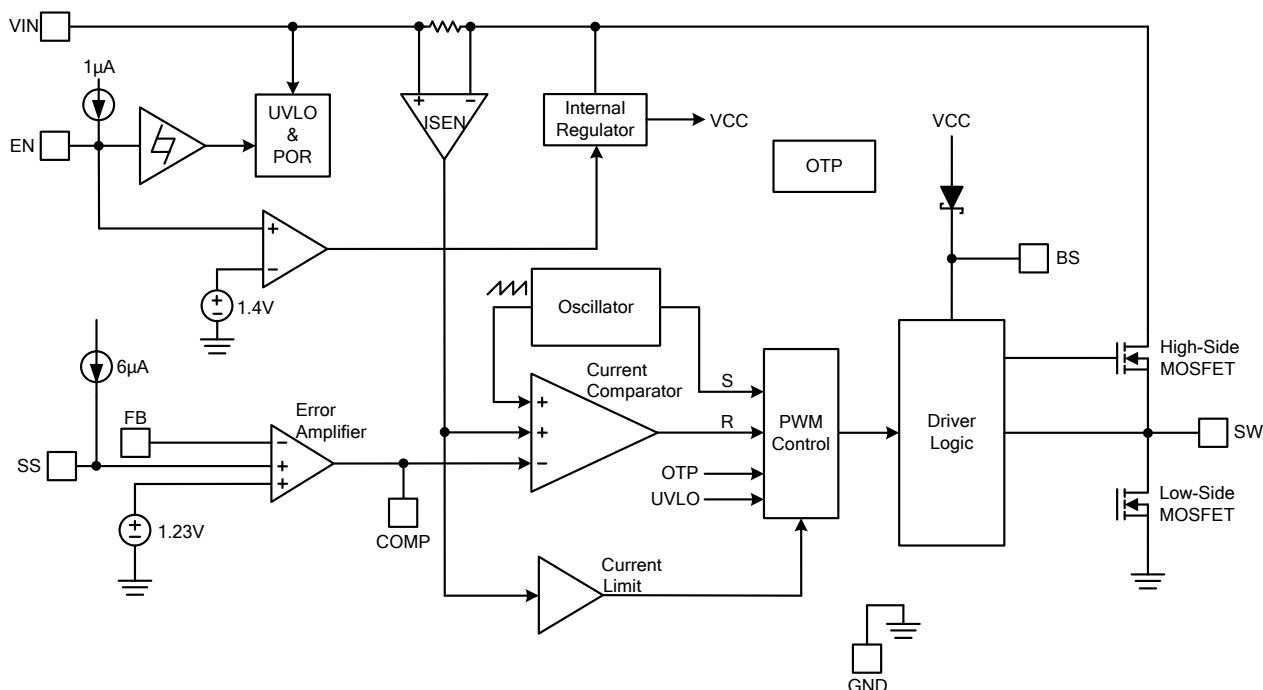 VIN
1µA
EN
UVLO
&
POR
+
−
ISEN
Internal
Regulator
VCC
OTP
VCC
BS
+
−
+
−
1.4V
Oscillator
6µA
FB
SS
Error
Amplifier
−
+
+
+
−
1.23V
COMP
Current
Comparator
+
+
−
S
R
OTP
UVLO
PWM
Control
Driver
Logic
High-Side
MOSFET
SW
Low-Side
MOSFET
Current
Limit
GND